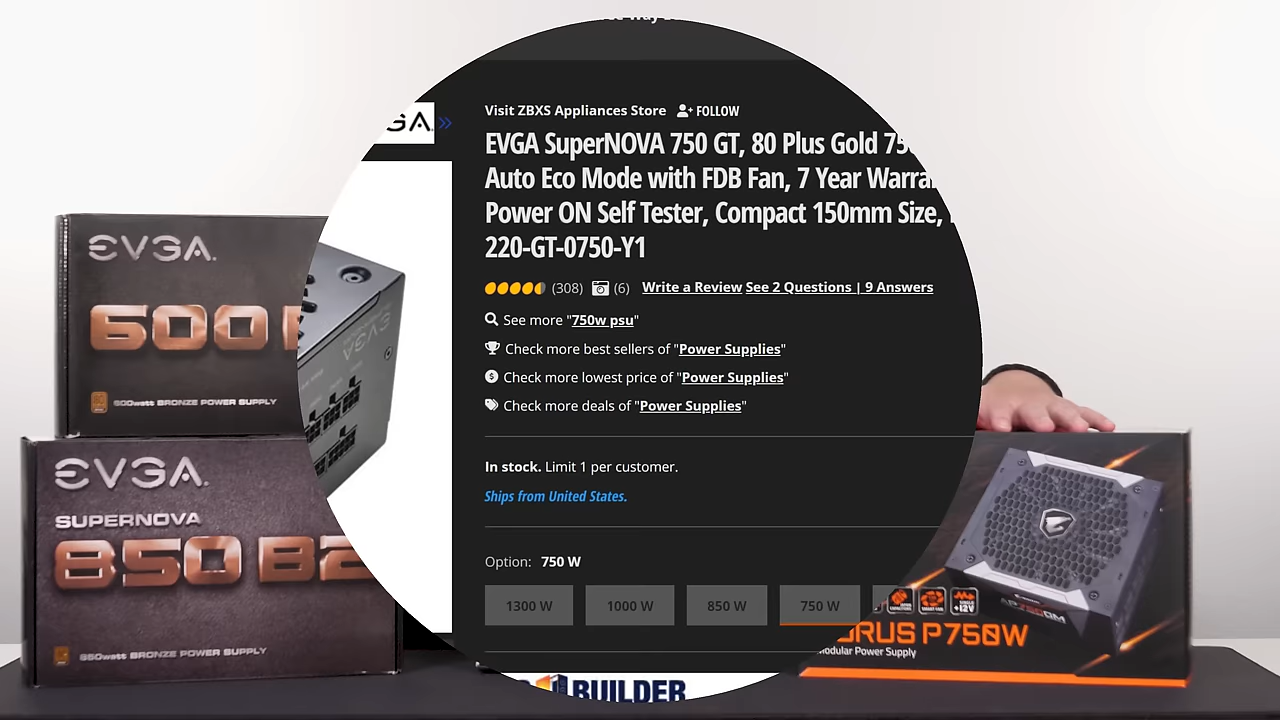 Visit ZBXS Appliances Store FOLLOW
EVGA SuperNOVA 750 GT, 80 Plus Gold
Auto Eco Mode with FDB Fan, 7 Year
Power ON Self Tester, Compact 150mm Size,
220-GT-0750-Y1
(308) (6) Write a Review See 2 Questions | 9 Answers
See more "750w psu"
Check more best sellers of "Power Supplies"
Check more lowest price of "Power Supplies"
Check more deals of "Power Supplies"
In stock. Limit 1 per customer.
Ships from United States.
Option: 750 W
1300 W 1000 W 850 W 750 W
BUILDER
EVGA.
600
600watt BRONZE POWER SUPPLY
EVGA.
SUPERNOVA
850 B2
850watt BRONZE POWER SUPPLY
EVGA
+12V
AP750GM
P750W
Modular Power Supply